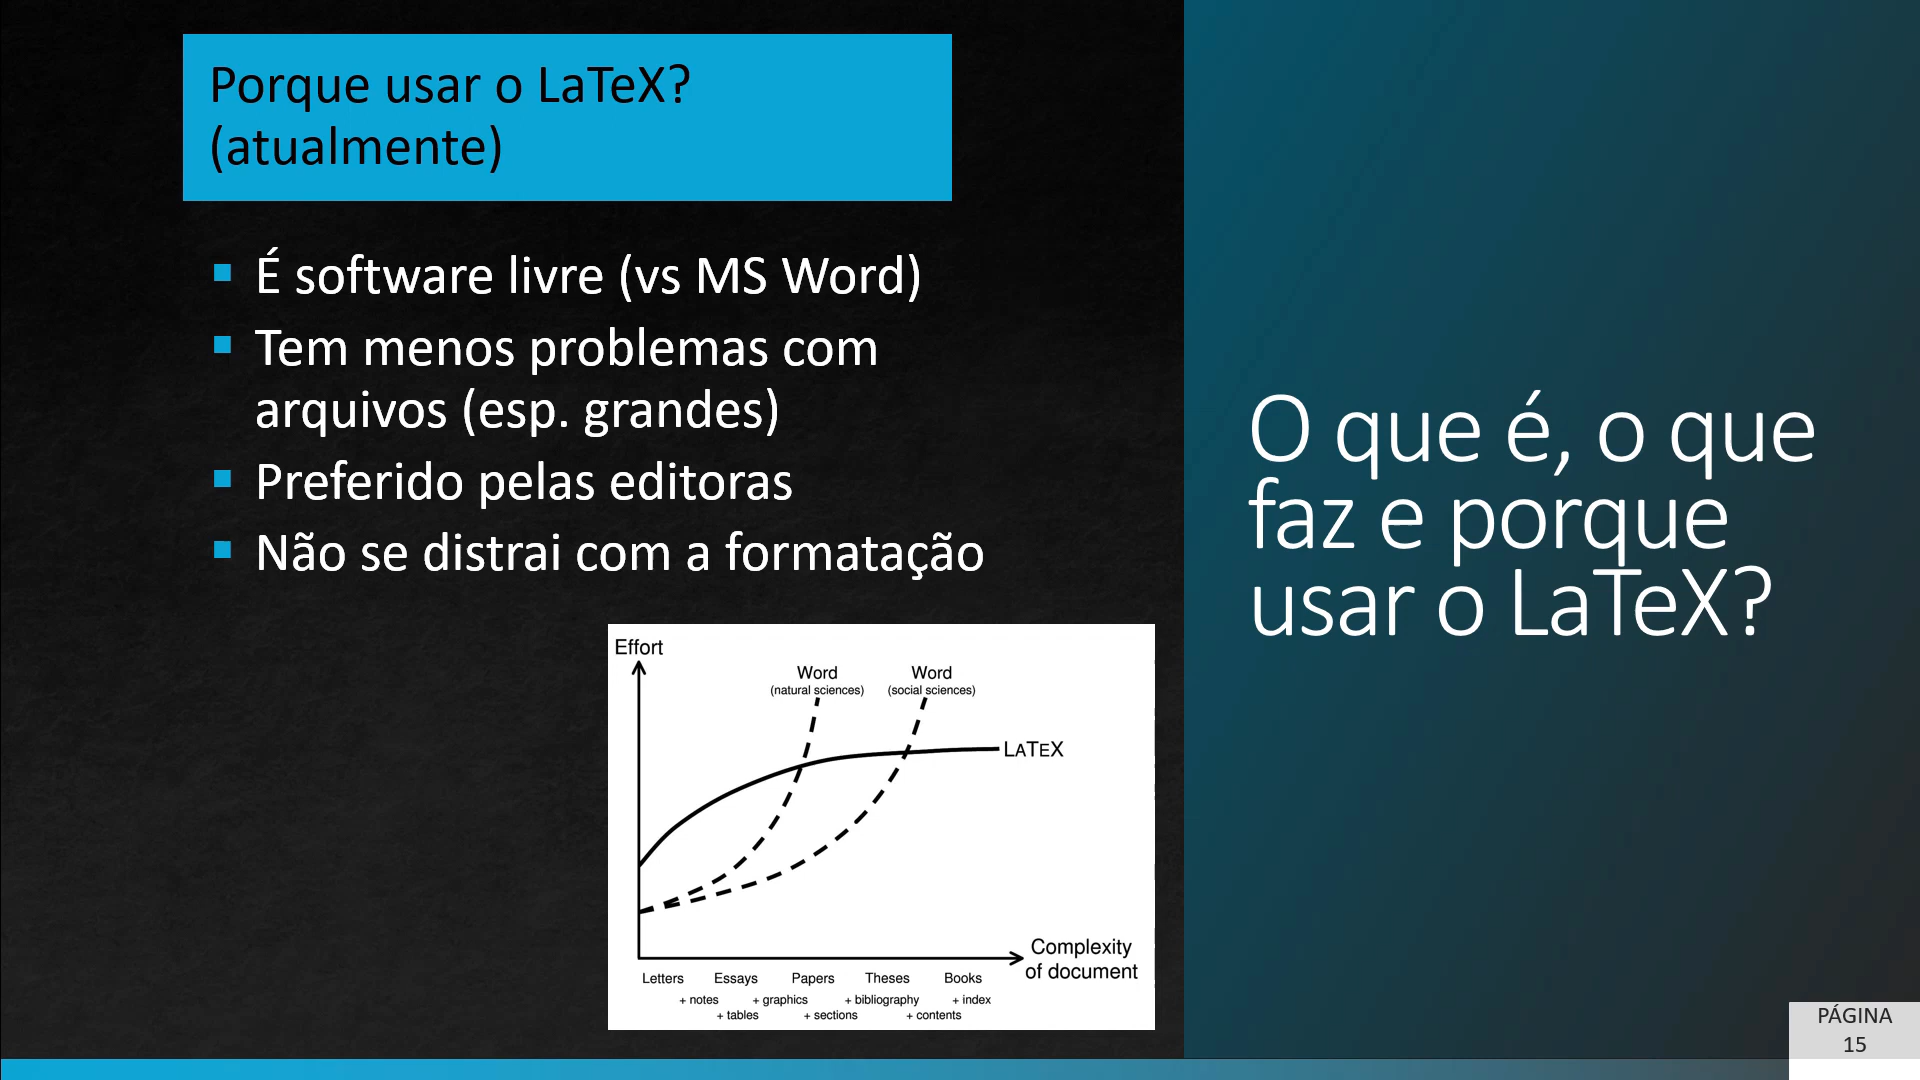 Porque usar o LaTeX?
(atualmente)
É software livre (vs MS Word)
Tem menos problemas com
arquivos (esp. grandes)
Preferido pelas editoras
Não se distrai com a formatação
Effort
Word
(natural sciences)
Word
(social sciences)
LATEX
Complexity
of document
Letters Essays Papers Theses Books
+ notes + graphics + bibliography + index
+ tables + sections + contents
O que é, o que
faz e porque
usar o LaTeX?
PÁGINA
15